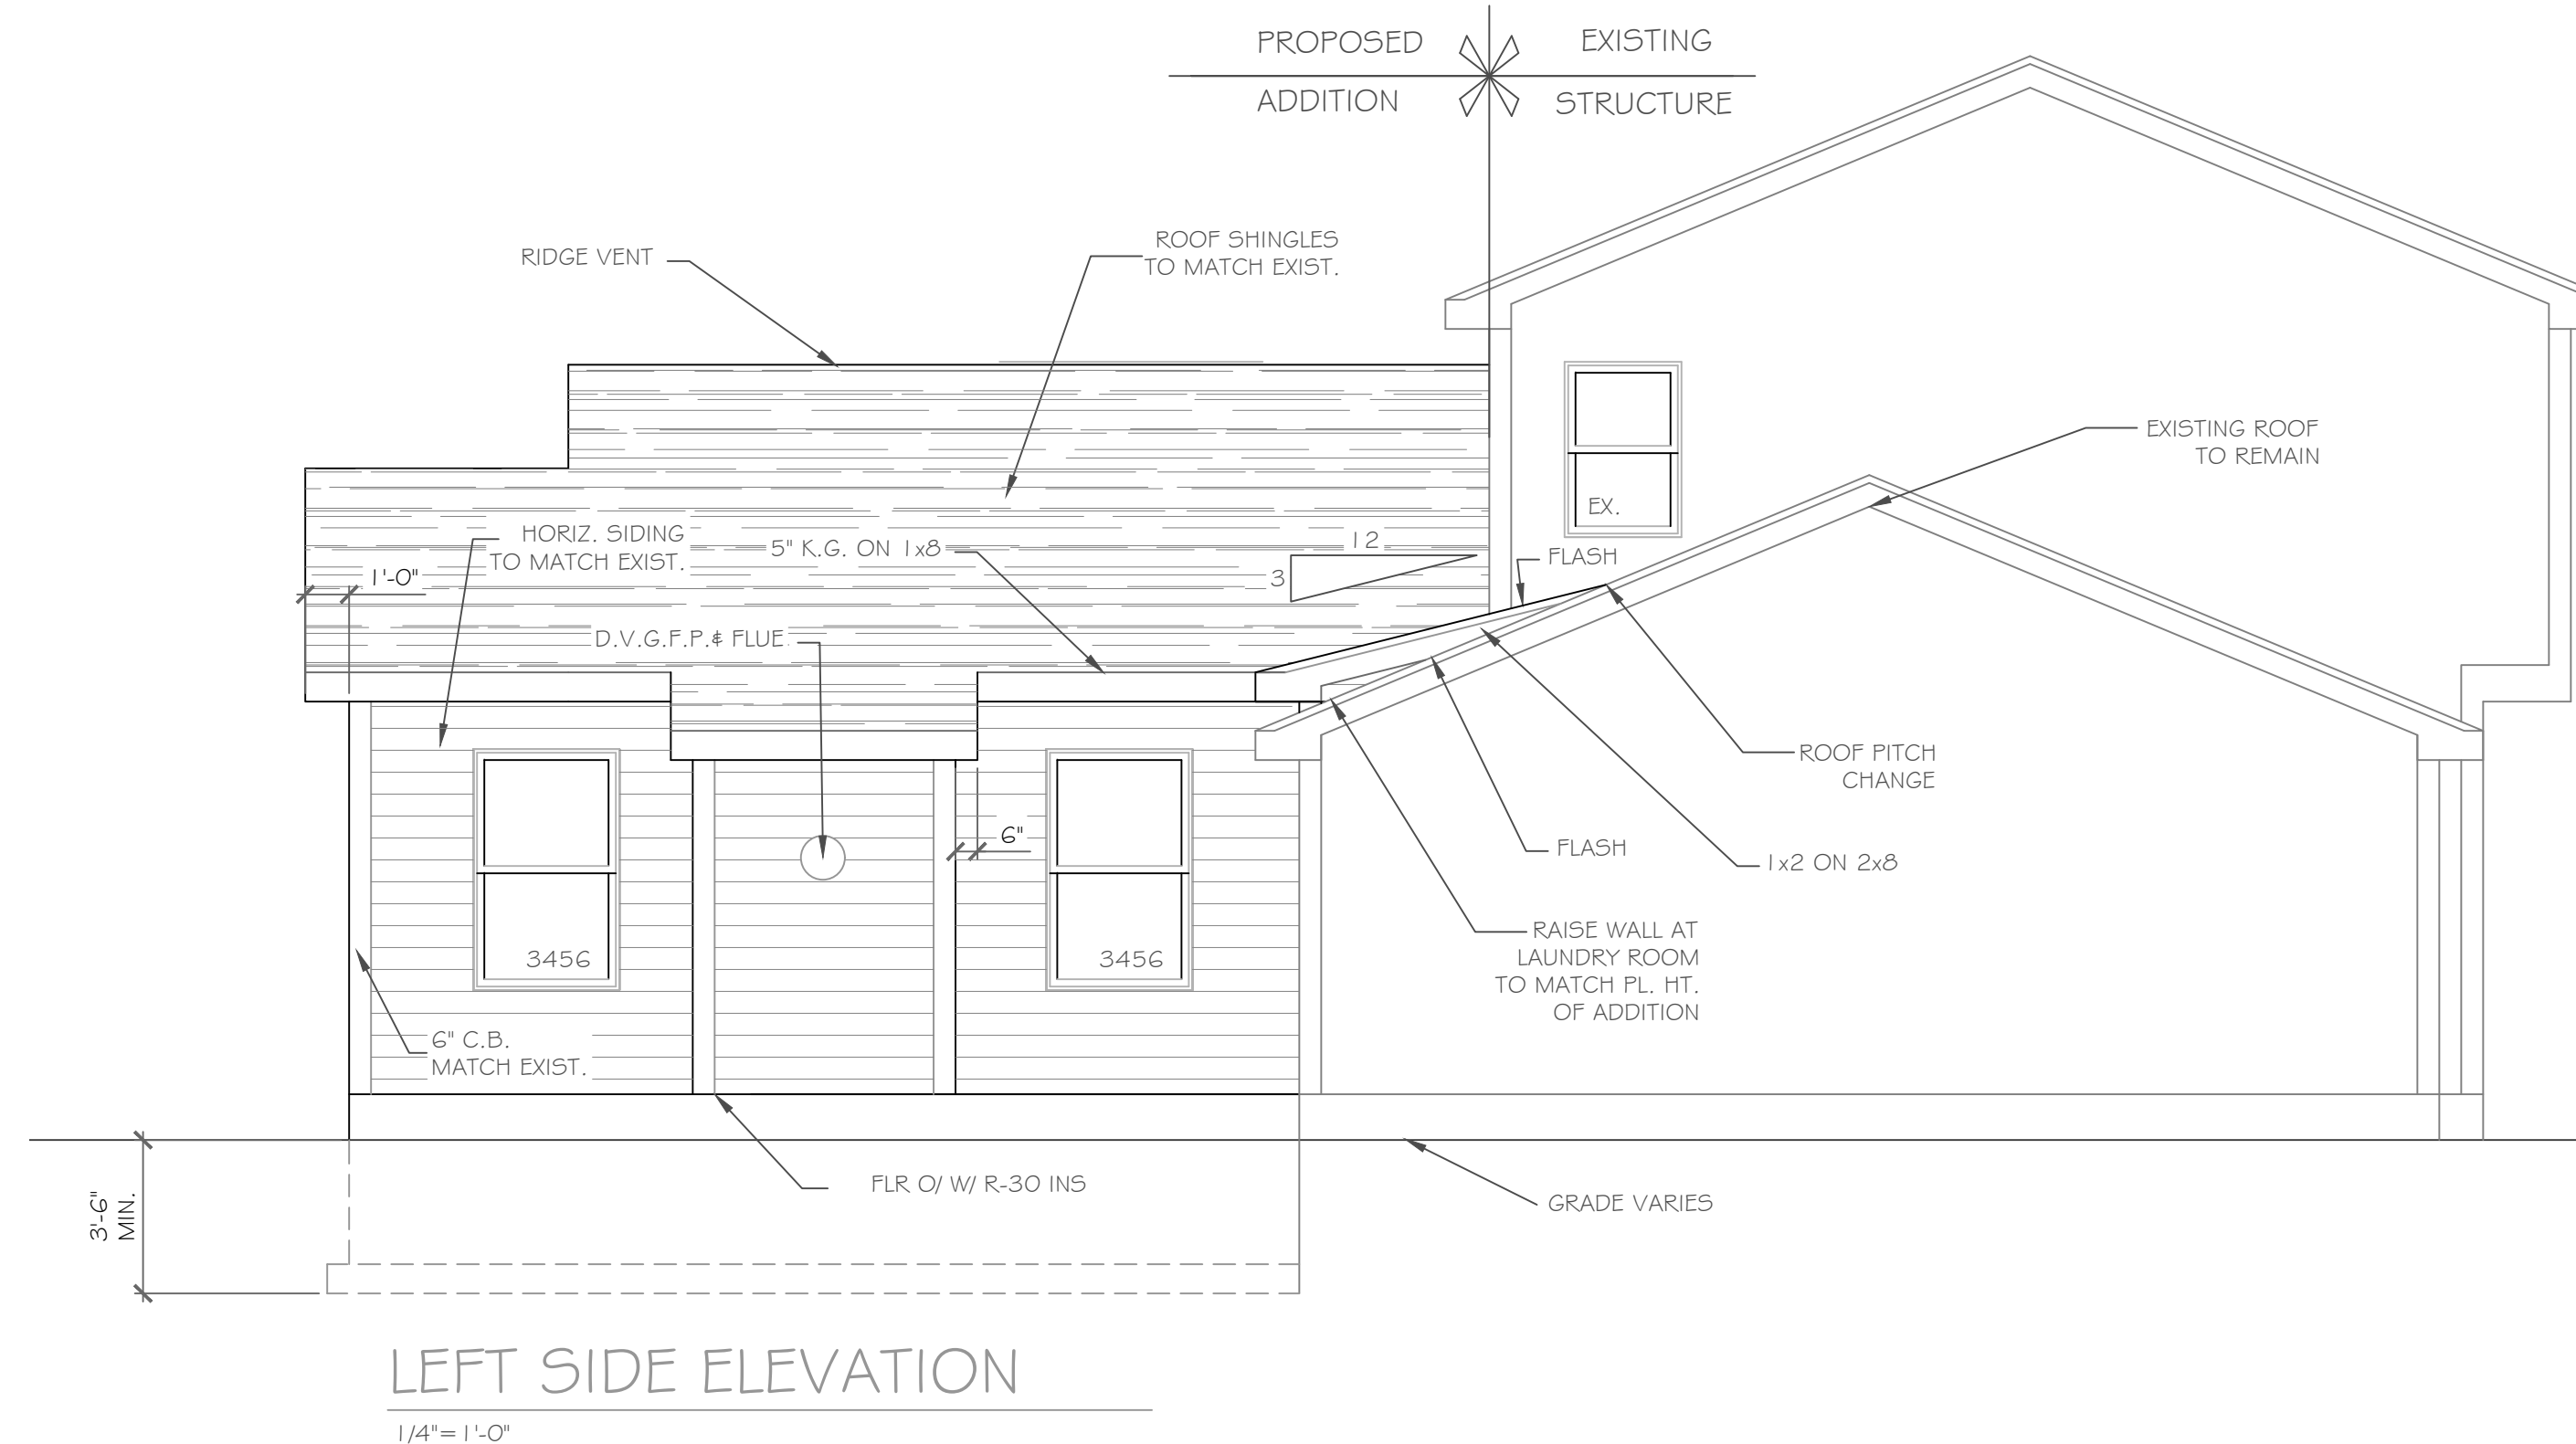 PROPOSED
ADDITION
EXISTING
STRUCTURE
RIDGE VENT
ROOF SHINGLES
TO MATCH EXIST.
EXISTING ROOF
TO REMAIN
EX.
HORIZ. SIDING
TO MATCH EXIST.
5" K.G. ON 1x8
12
3
FLASH
1'-0"
D.V.G.F.P.& FLUE
ROOF PITCH
CHANGE
6"
FLASH
1x2 ON 2x8
3456
3456
RAISE WALL AT
LAUNDRY ROOM
TO MATCH PL. HT.
OF ADDITION
6" C.B.
MATCH EXIST.
FLR O/ W/ R-30 INS
GRADE VARIES
3'-6"
MIN.
LEFT SIDE ELEVATION
1/4"=1'-0"